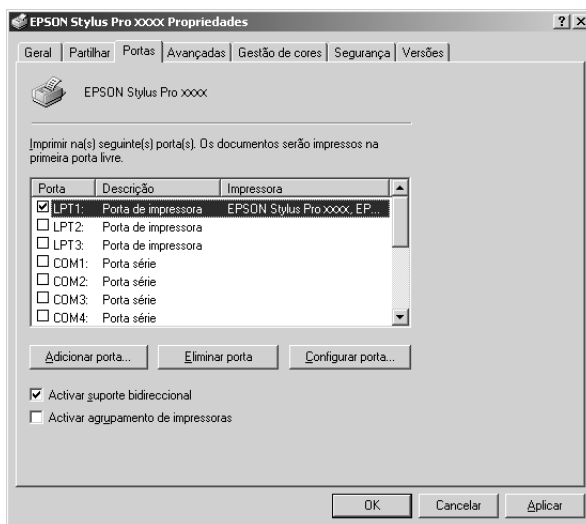 EPSON Stylus Pro XXXX Propriedades
Geral Partilhar Portas Avançadas Gestão de cores Segurança Versões
EPSON Stylus Pro xxxx
Imprimir na(s) seguinte(s) porta(s). Os documentos serão impressos na
primeira porta livre.
Porta Descrição Impressora
LPT1: Porta de impressora EPSON Stylus Pro xxxx, EP...
LPT2: Porta de impressora
LPT3: Porta de impressora
COM1: Porta série
COM2: Porta série
COM3: Porta série
COM4: Porta série
Adicionar porta... Eliminar porta Configurar porta...
Activar suporte bidireccional
Activar agrupamento de impressoras
OK Cancelar Aplicar